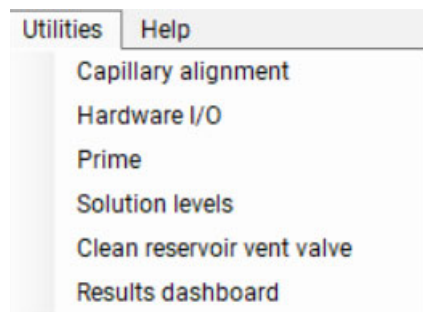 Utilities Help
Capillary alignment
Hardware I/O
Prime
Solution levels
Clean reservoir vent valve
Results dashboard